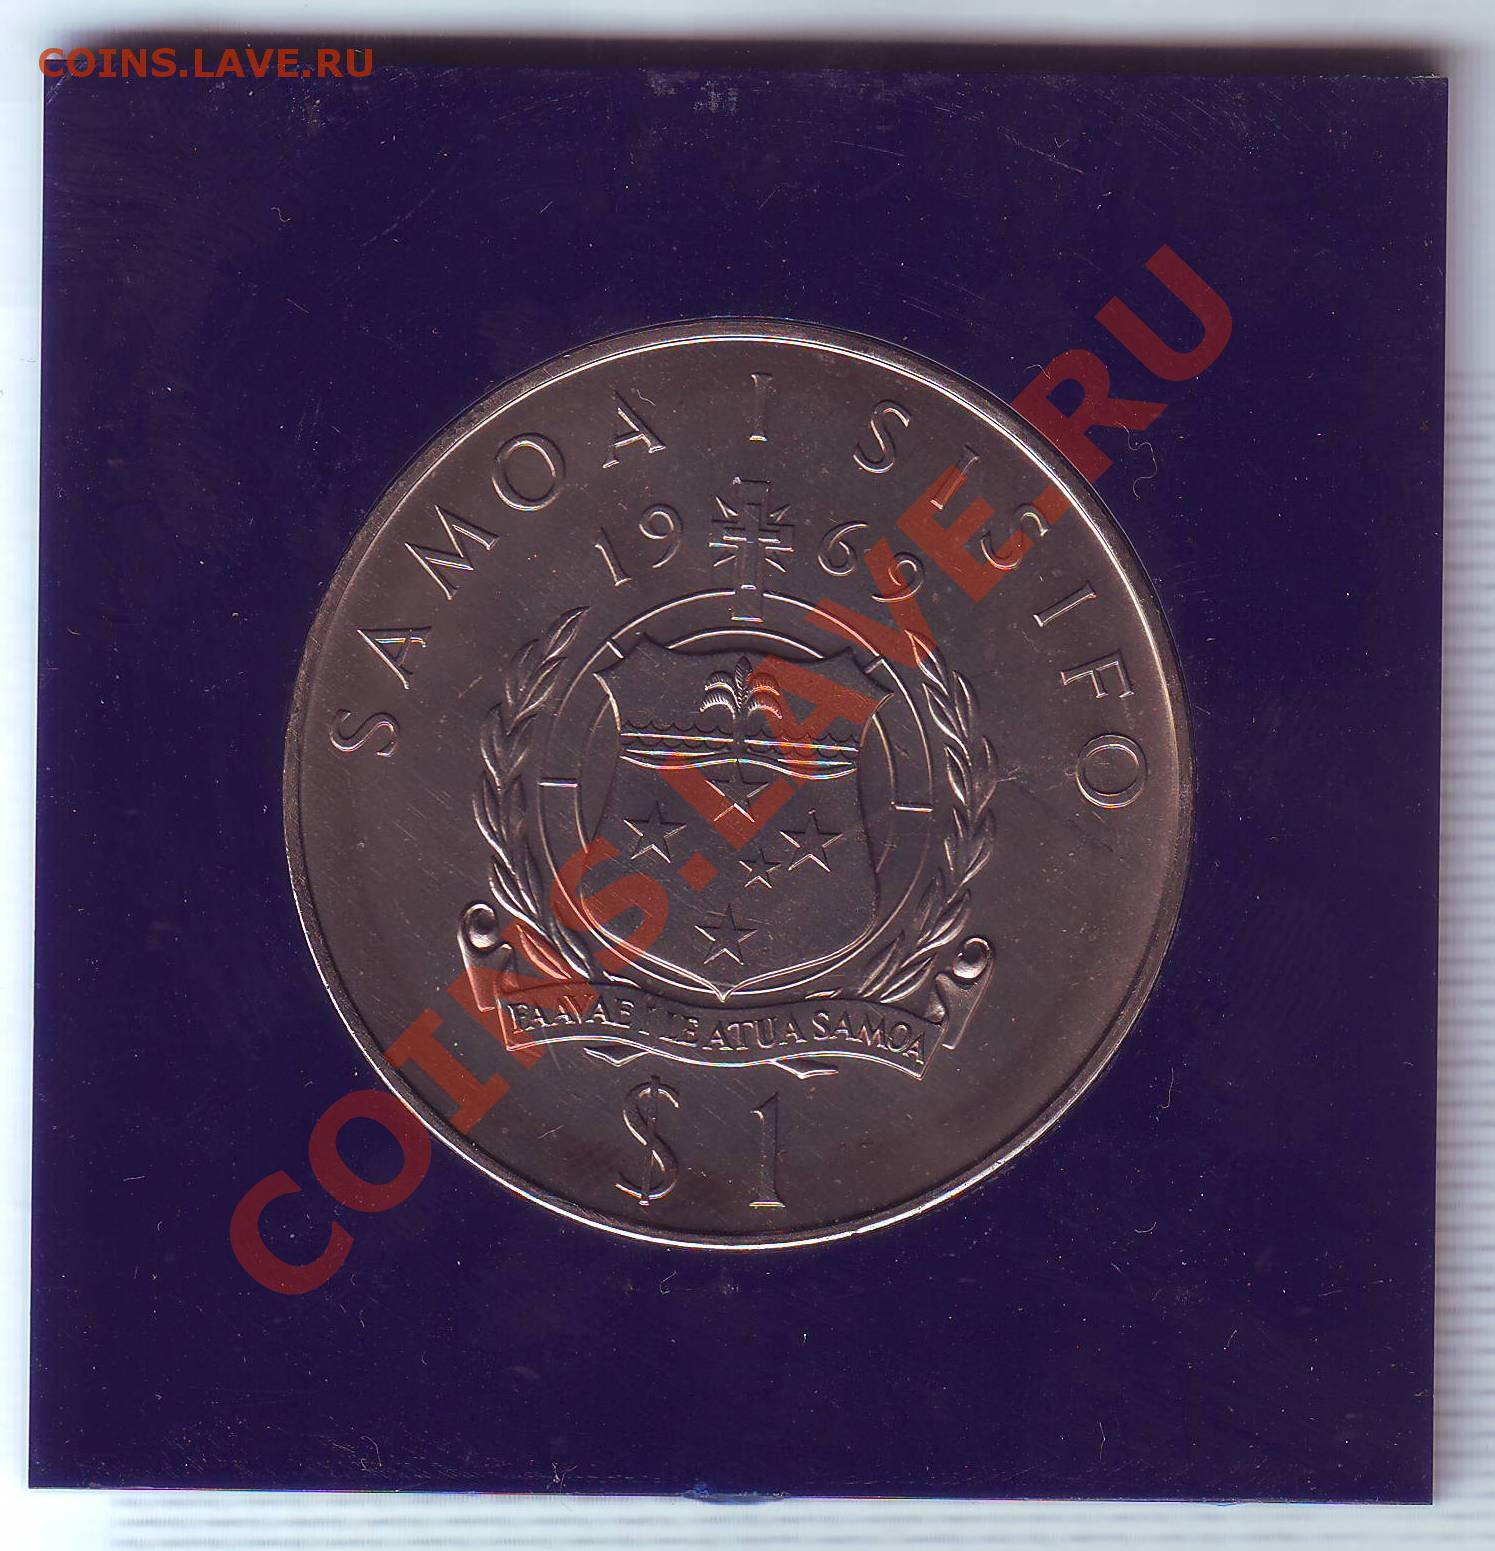 COINS.LAVE.RU
SAMOA I SISIFO
1969
FAAVAE I LE ATUA SAMOA
$1
COINS.LAVE.RU